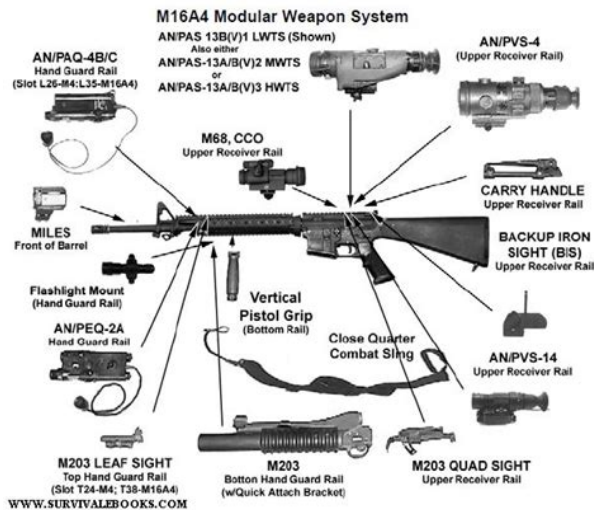 M16A4 Modular Weapon System
AN/PAQ-4B/C
Hand Guard Rail
(Slot L26-M4:L35-M16A4)
AN/PAS 13B(V)1 LWTS (Shown)
Also either
AN/PAS-13A/B(V)2 MWTS
or
AN/PAS-13A/B(V)3 HWTS
AN/PVS-4
(Upper Receiver Rail)
M68, CCO
Upper Receiver Rail
CARRY HANDLE
Upper Receiver Rail
MILES
Front of Barrel
BACKUP IRON
SIGHT (BIS)
Upper Receiver Rail
Flashlight Mount
(Hand Guard Rail)
Vertical
Pistol Grip
(Bottom Rail)
AN/PEQ-2A
Hand Guard Rail
Close Quarter
Combat Sling
AN/PVS-14
Upper Receiver Rail
M203 LEAF SIGHT
Top Hand Guard Rail
(Slot T24-M4; T38-M16A4)
M203
Botton Hand Guard Rail
(w/Quick Attach Bracket)
M203 QUAD SIGHT
Upper Receiver Rail
WWW.SURVIVALEBOOKS.COM